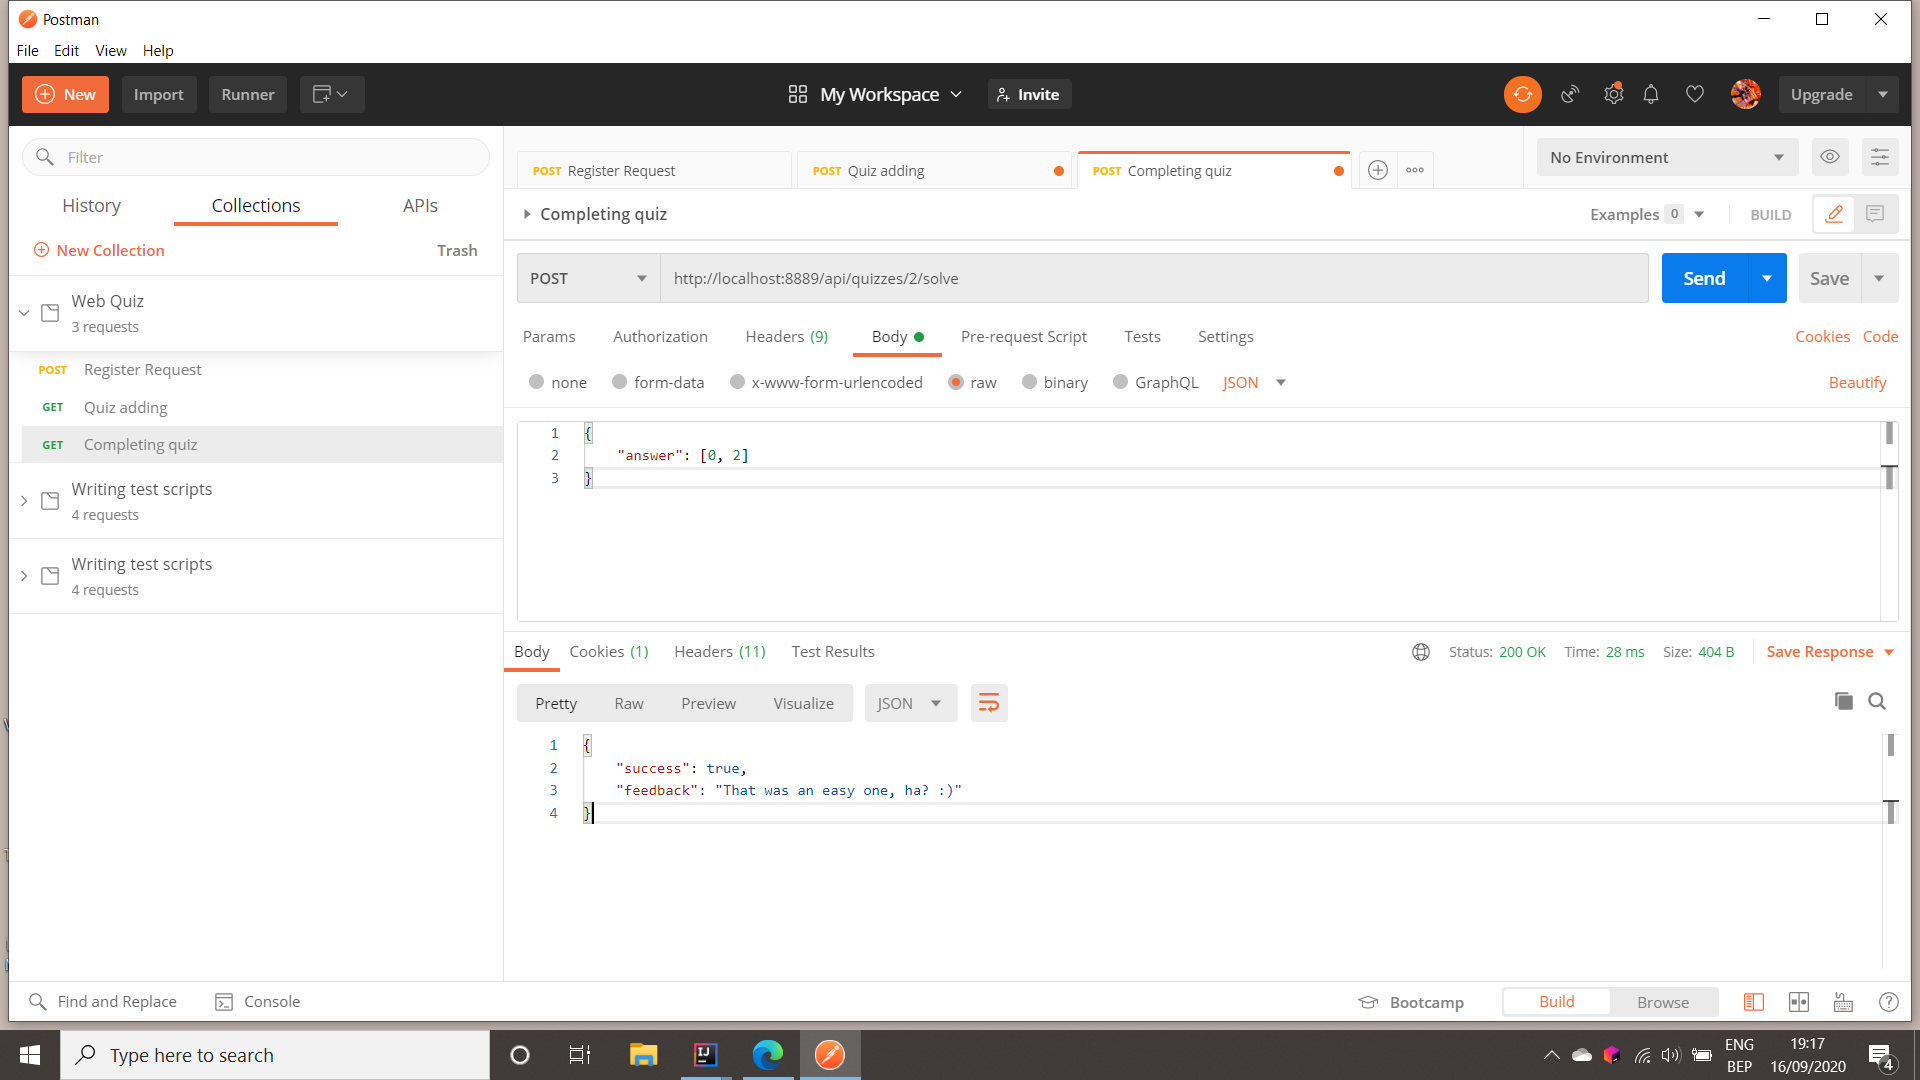 Postman
File Edit View Help
New Import Runner My Workspace Invite Upgrade
Filter
History Collections APIs
New Collection Trash
Web Quiz
3 requests
POST Register Request
GET Quiz adding
GET Completing quiz
Writing test scripts
4 requests
Writing test scripts
4 requests
POST Register Request POST Quiz adding POST Completing quiz No Environment
Completing quiz Examples 0 BUILD
POST http://localhost:8889/api/quizzes/2/solve Send Save
Params Authorization Headers (9) Body Pre-request Script Tests Settings Cookies Code
none form-data x-www-form-urlencoded raw binary GraphQL JSON Beautify
1 {
2 "answer": [0, 2]
3 }
Body Cookies (1) Headers (11) Test Results Status: 200 OK Time: 28 ms Size: 404 B Save Response
Pretty Raw Preview Visualize JSON
1 {
2 "success": true,
3 "feedback": "That was an easy one, ha? :)"
4 }
Find and Replace Console Bootcamp Build Browse
Type here to search
IJ
ENG
BEP
19:17
16/09/2020
4